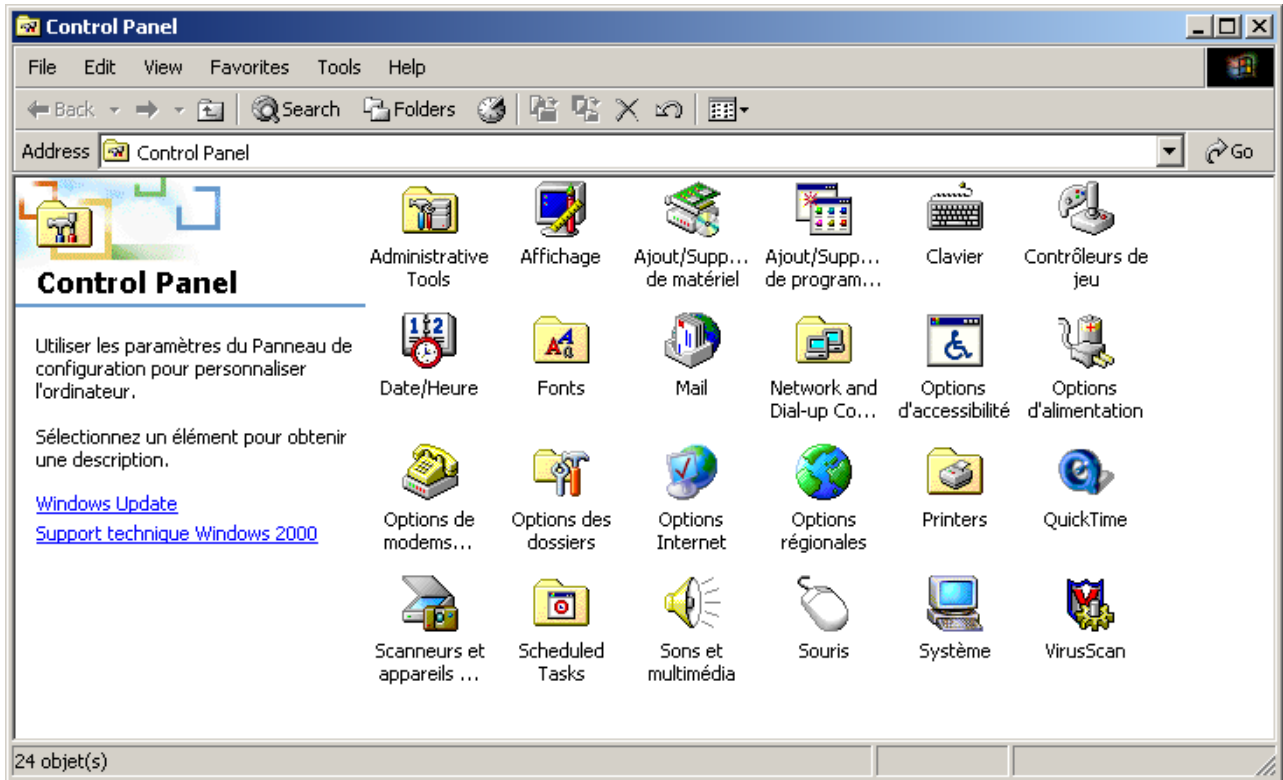 Control Panel
File Edit View Favorites Tools Help
Back Search Folders
Address Control Panel Go
Control Panel
Utiliser les paramètres du Panneau de
configuration pour personnaliser
l'ordinateur.
Sélectionnez un élément pour obtenir
une description.
Windows Update
Support technique Windows 2000
Administrative
Tools
Affichage
Ajout/Supp...
de matériel
Ajout/Supp...
de program...
Clavier
Contrôleurs de
jeu
Date/Heure
Fonts
Mail
Network and
Dial-up Co...
Options
d'accessibilité
Options
d'alimentation
Options de
modems...
Options des
dossiers
Options
Internet
Options
régionales
Printers
QuickTime
Scanneurs et
appareils ...
Scheduled
Tasks
Sons et
multimédia
Souris
Système
VirusScan
24 objet(s)